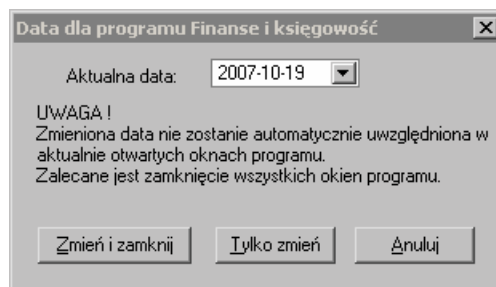 Data dla programu Finanse i księgowość
Aktualna data: 2007-10-19
UWAGA !
Zmieniona data nie zostanie automatycznie uwzględniona w
aktualnie otwartych oknach programu.
Zalecane jest zamknięcie wszystkich okien programu.
Zmień i zamknij Tylko zmień Anuluj